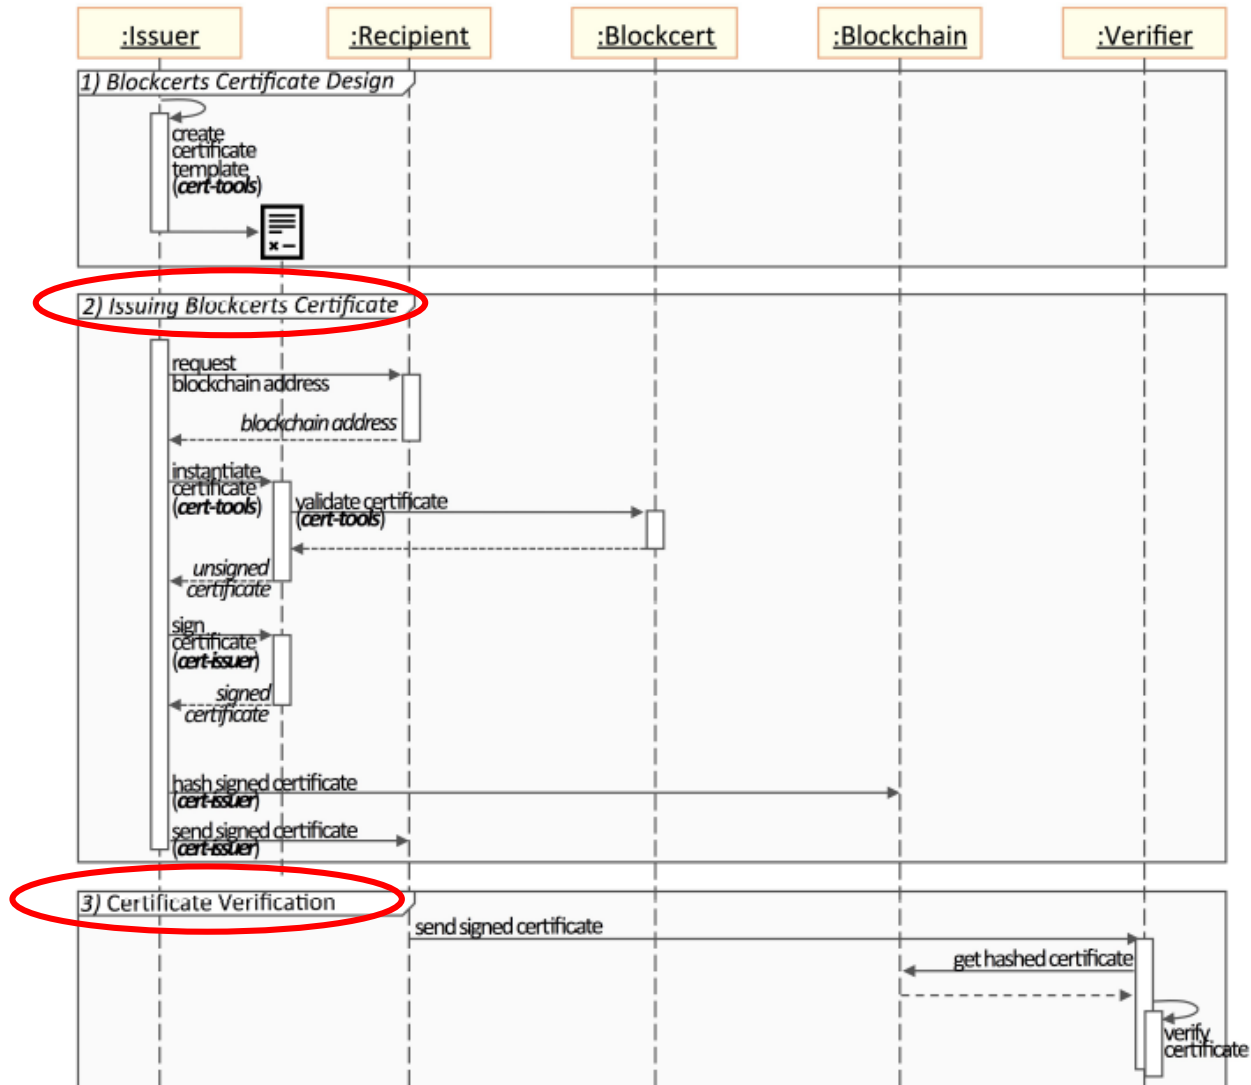 :Issuer
:Recipient
:Blockcert
:Blockchain
:Verifier
1) Blockcerts Certificate Design
create
certificate
template
(cert-tools)
2) Issuing Blockcerts Certificate
request
blockchain address
blockchain address
instantiate
certificate
(cert-tools)
validate certificate
(cert-tools)
unsigned
certificate
sign
certificate
(cert-issuer)
signed
certificate
hash signed certificate
(cert-issuer)
send signed certificate
(cert-issuer)
3) Certificate Verification
send signed certificate
get hashed certificate
verify
certificate